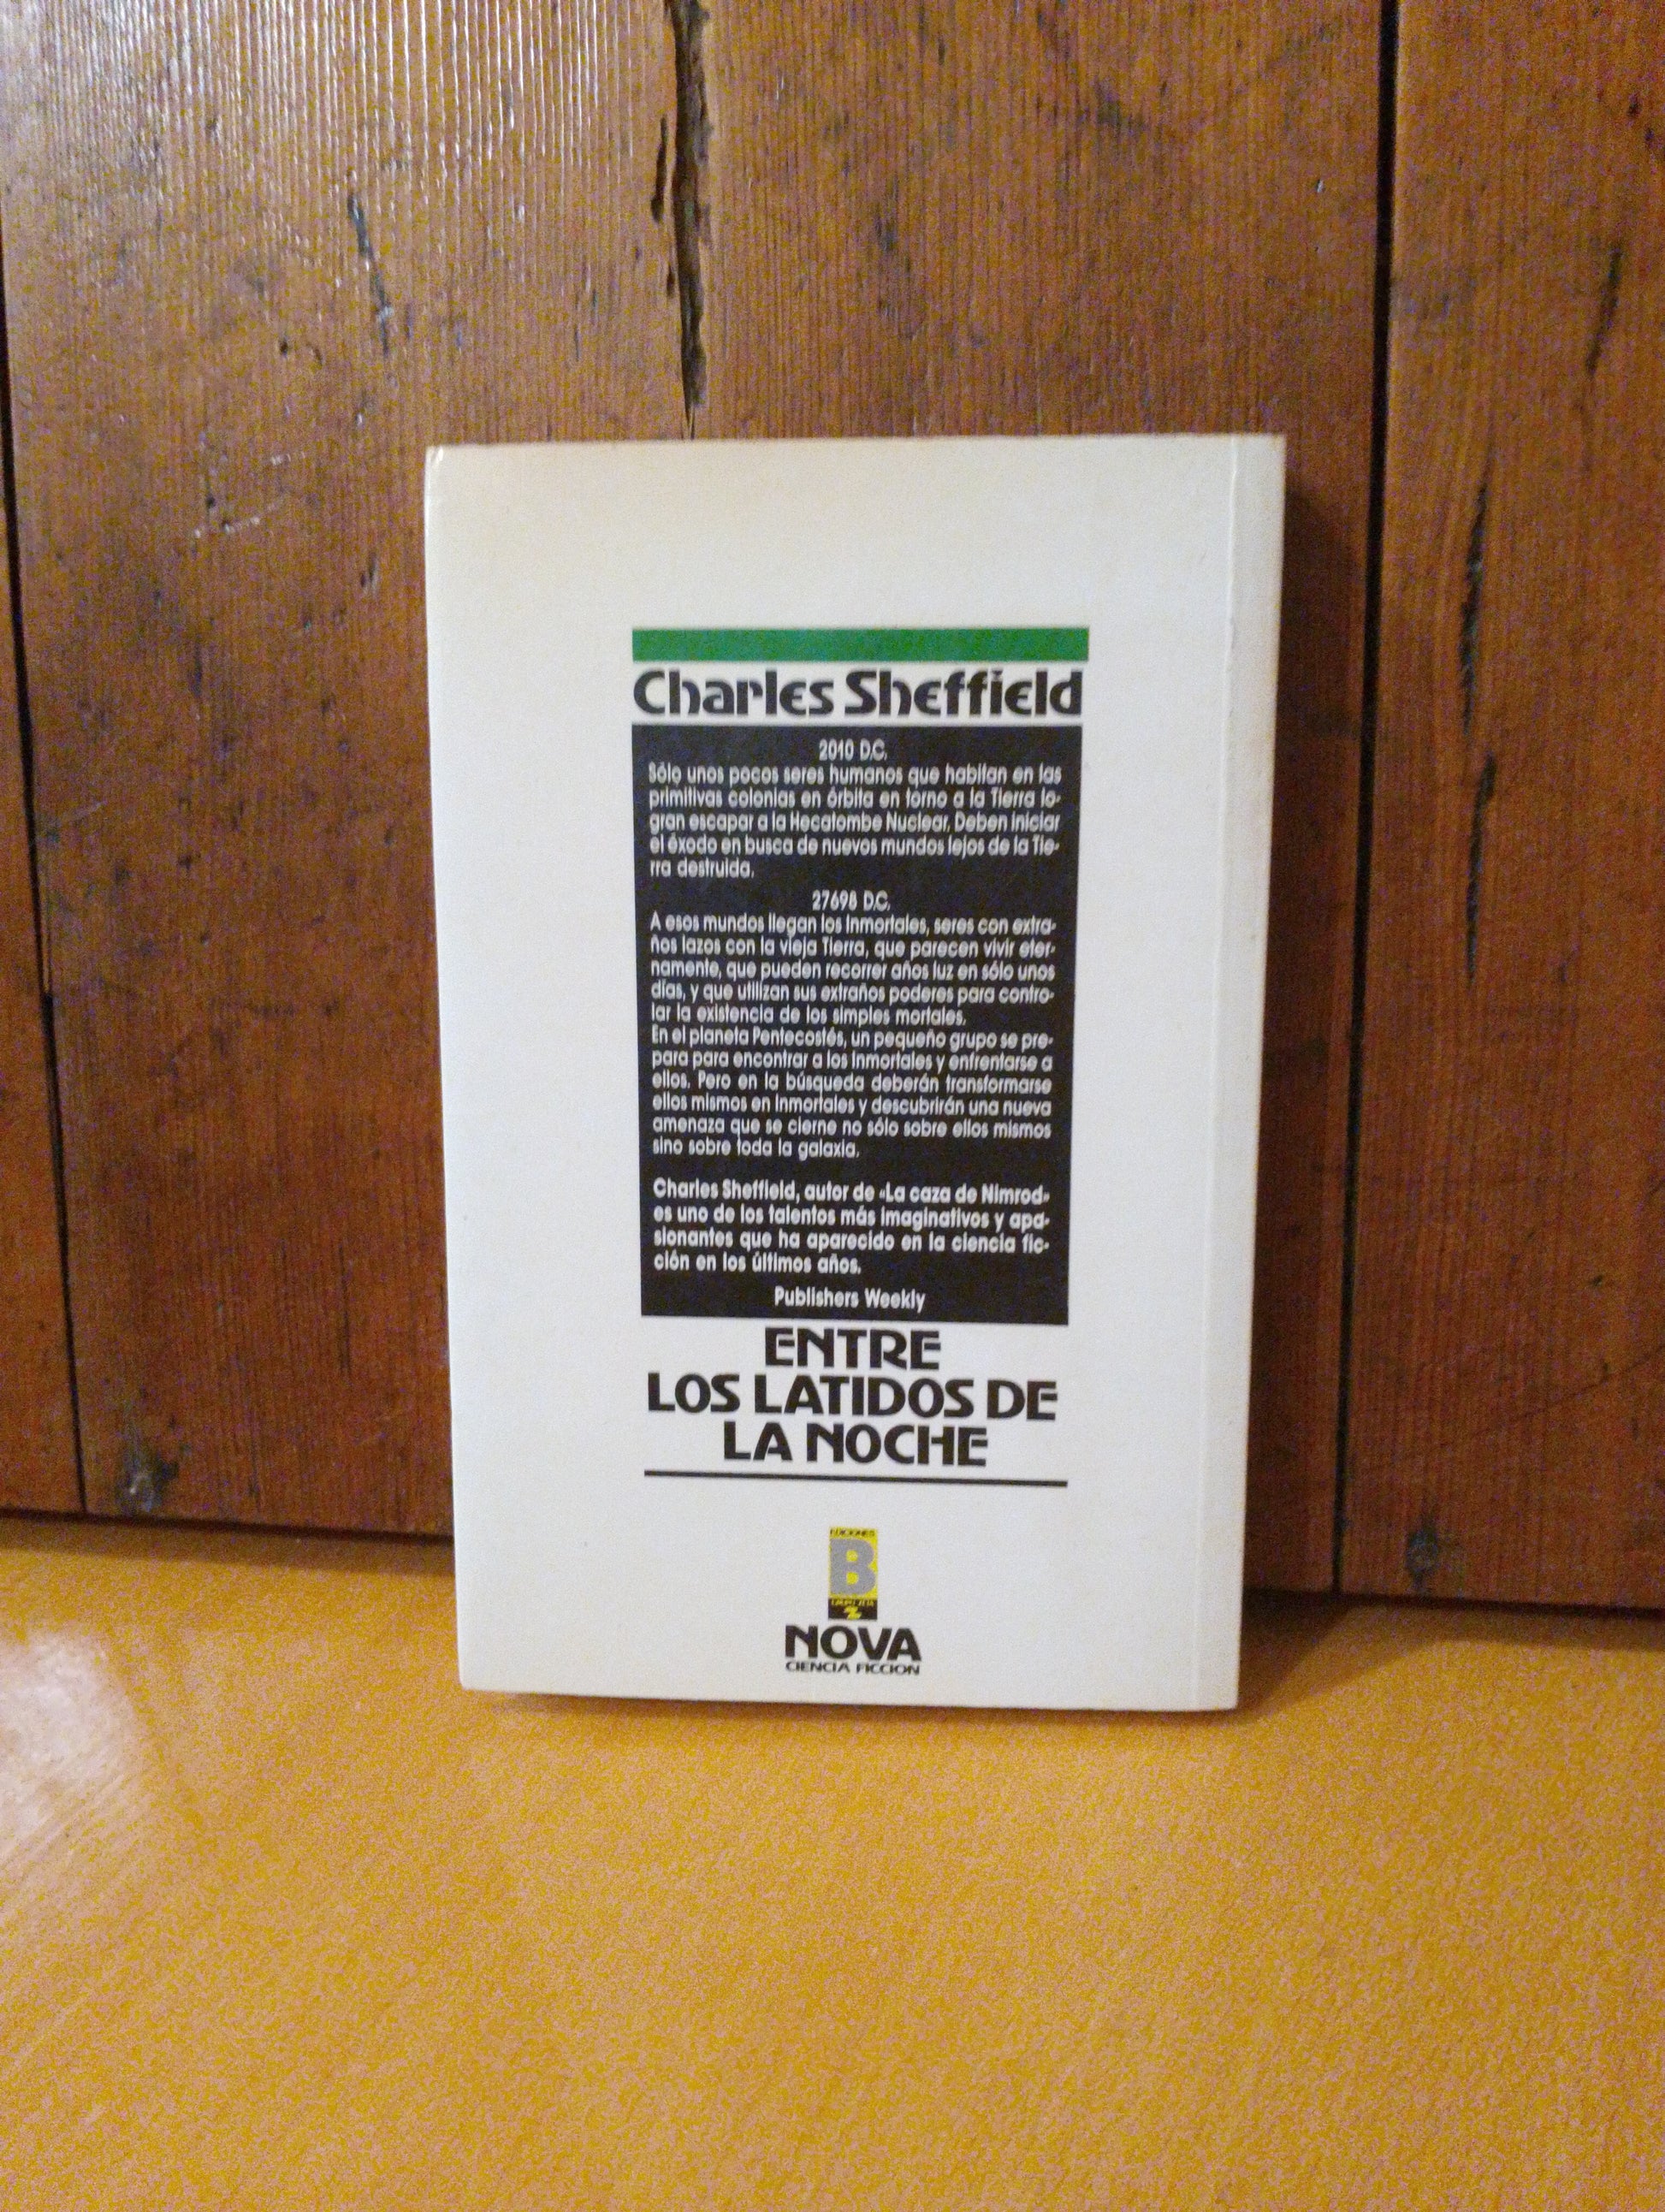 Charles Sheffield
2010 D.C.
Sólo unos pocos seres humanos que habitan en las
primitivas colonias en órbita en torno a la Tierra lo-
gran escapar a la Hecatombe Nuclear. Deben iniciar
el éxodo en busca de nuevos mundos lejos de la Tie-
rra destruida.
27698 D.C.
A esos mundos llegan los Inmortales, seres con extra-
ños lazos con la vieja Tierra, que parecen vivir eter-
namente, que pueden recorrer años luz en sólo unos
días, y que utilizan sus extraños poderes para contro-
lar la existencia de los simples mortales.
En el planeta Pentecostés, un pequeño grupo se pre-
para para encontrar a los Inmortales y enfrentarse a
ellos. Pero en la búsqueda deberán transformarse
ellos mismos en Inmortales y descubrirán una nueva
amenaza que se cierne no sólo sobre ellos mismos
sino sobre toda la galaxia.
Charles Sheffield, autor de «La caza de Nimrod»
es uno de los talentos más imaginativos y apa-
sionantes que ha aparecido en la ciencia fic-
ción en los últimos años.
Publishers Weekly
ENTRE
LOS LATIDOS DE
LA NOCHE
EDICIONES
B
GRUPO ZETA
NOVA
CIENCIA FICCION